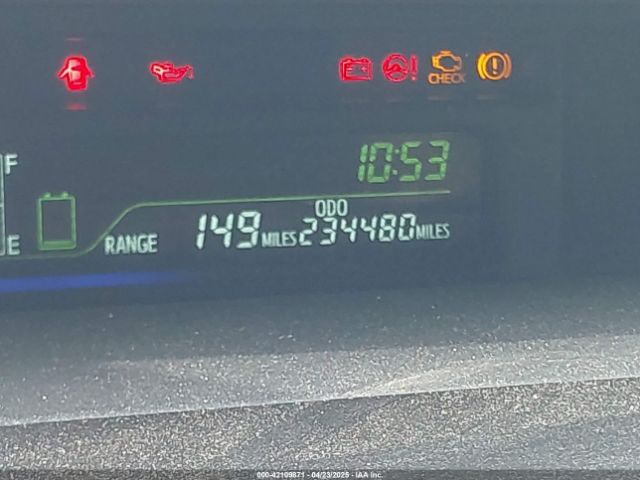 CHECK
F
10:53
ODO
E RANGE 149 MILES 234480 MILES
000-42109871 - 04/23/2025 - IAA Inc.